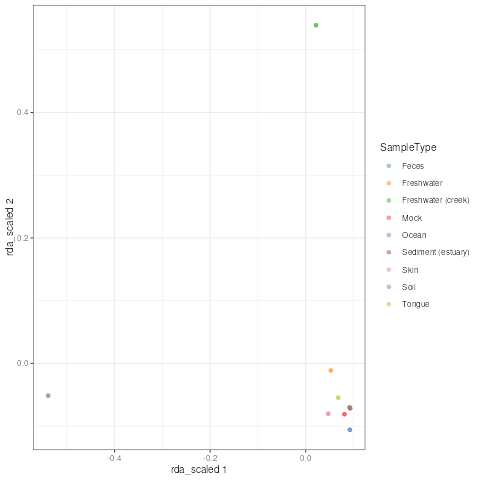 0.4
0.2
0.0
rda_scaled 2
-0.4
-0.2
0.0
rda_scaled 1
SampleType
Feces
Freshwater
Freshwater (creek)
Mock
Ocean
Sediment (estuary)
Skin
Soil
Tongue